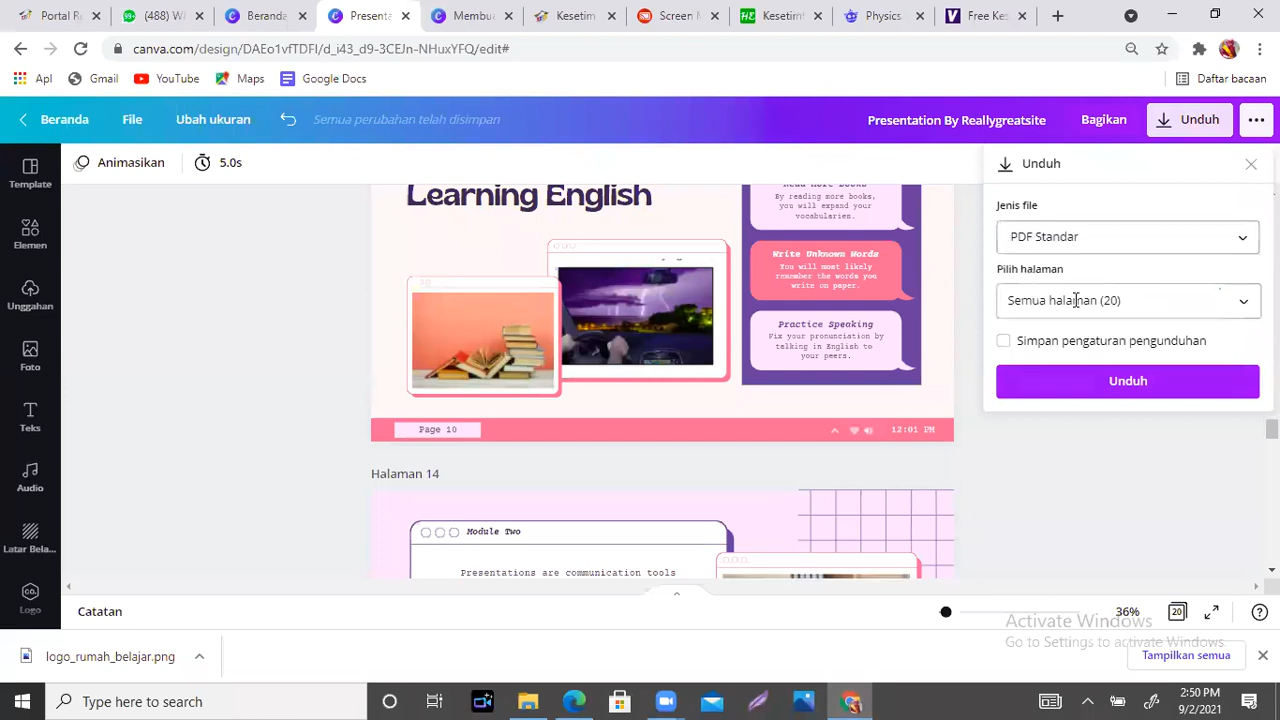 Portal R
(488) W
Beranda
Presenta
Membua
Kesetim
Screen R
Kesetim
Physics
Free Kes
canva.com/design/DAEo1vfTDFI/d_i43_d9-3CEJn-NHuxYFQ/edit#
Apl
Gmail
YouTube
Maps
Google Docs
Daftar bacaan
Beranda
File
Ubah ukuran
Semua perubahan telah disimpan
Presentation By Reallygreatsite
Bagikan
Unduh
Animasikan
5.0s
Template
Elemen
Unggahan
Foto
Teks
Audio
Latar Bela...
Logo
Learning English
Read More Books
By reading more books,
you will expand your
vocabularies.
Write Unknown Words
You will most likely
remember the words you
write on paper.
Practice Speaking
Fix your pronunciation by
talking in English to
your peers.
Page 10
12:01 PM
Halaman 14
Module Two
Presentations are communication tools
Unduh
Jenis file
PDF Standar
Pilih halaman
Semua halaman (20)
Simpan pengaturan pengunduhan
Unduh
Catatan
36%
20
Activate Windows
Go to Settings to activate Windows.
logo_rumah_belajar.png
Tampilkan semua
Type here to search
2:50 PM
9/2/2021